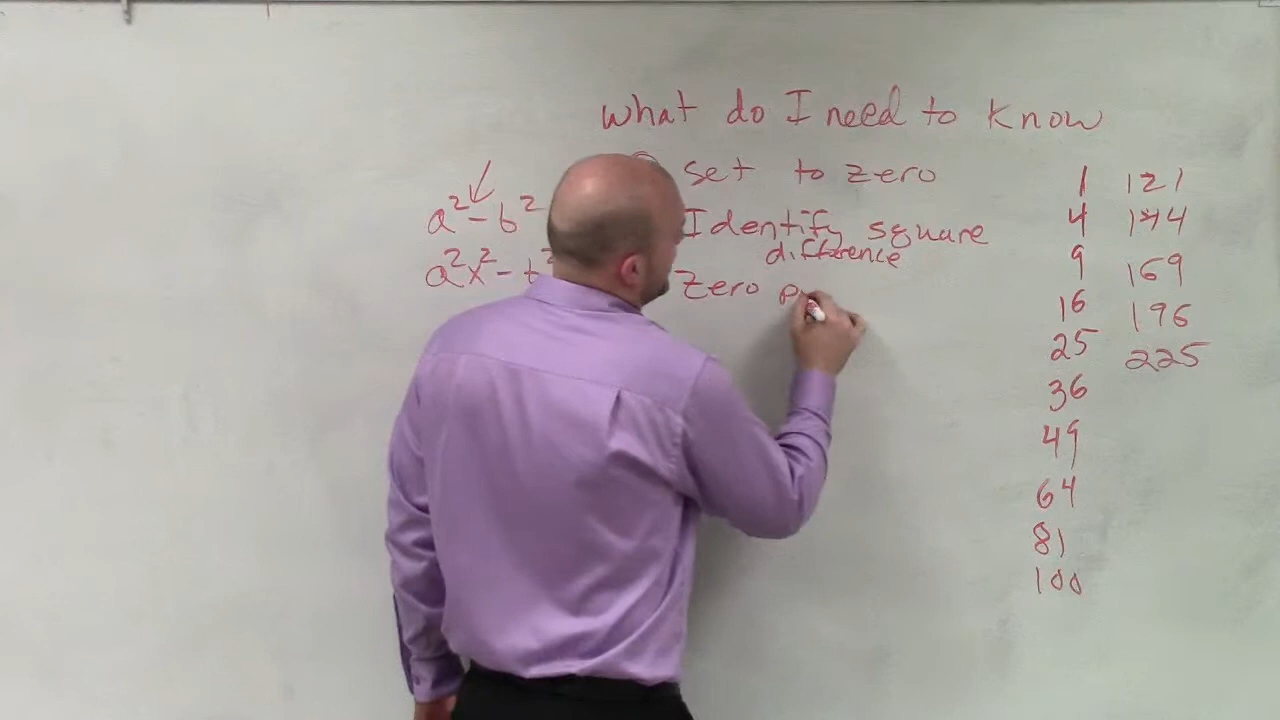 What do I need to know
set to zero
Identify square
difference
Zero
a² - b²
a²x² -
1
4
9
16
25
36
49
64
81
100
121
144
169
196
225